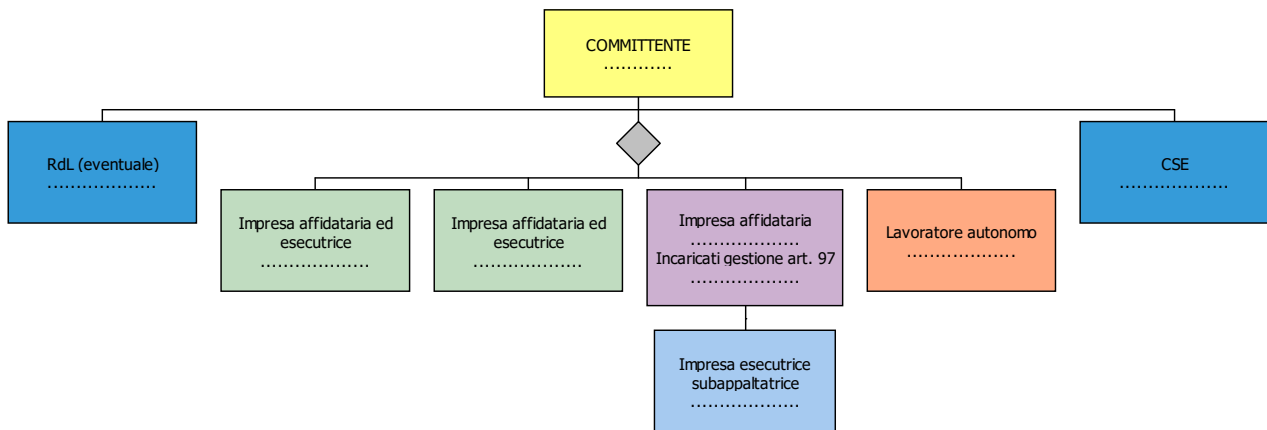 COMMITTENTE
............
RdL (eventuale)
...................
CSE
...................
Impresa affidataria ed
esecutrice
...................
Impresa affidataria ed
esecutrice
...................
Impresa affidataria
...................
Incaricati gestione art. 97
...................
Lavoratore autonomo
...................
Impresa esecutrice
subappaltatrice
...................